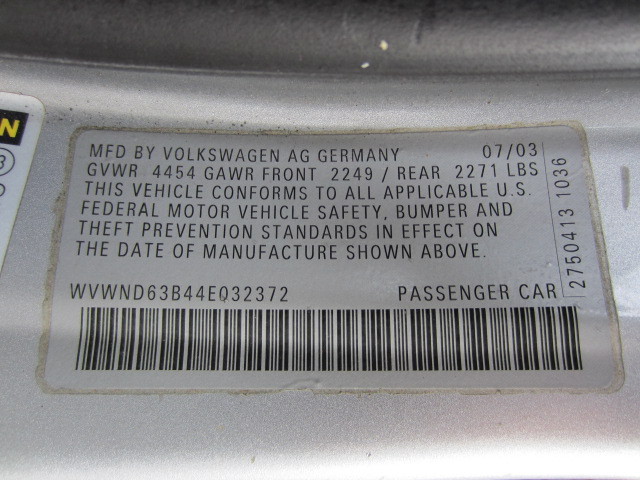 MFD BY VOLKSWAGEN AG GERMANY 07/03
GVWR 4454 GAWR FRONT 2249 / REAR 2271 LBS
THIS VEHICLE CONFORMS TO ALL APPLICABLE U.S.
FEDERAL MOTOR VEHICLE SAFETY, BUMPER AND
THEFT PREVENTION STANDARDS IN EFFECT ON
THE DATE OF MANUFACTURE SHOWN ABOVE.
WVWND63B44E032372 PASSENGER CAR
2750413 1036